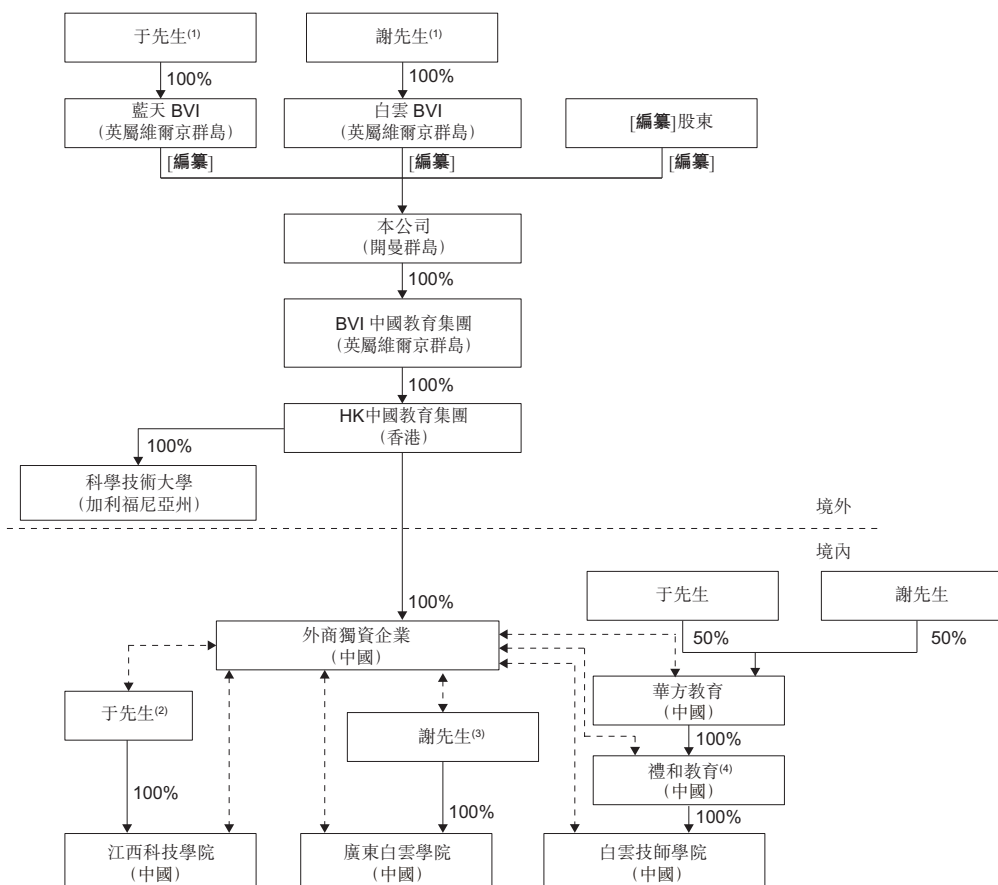 于先生(1)
謝先生(1)
100%
100%
藍天 BVI
(英屬維爾京群島)
白雲 BVI
(英屬維爾京群島)
[編纂]股東
[編纂]
[編纂]
[編纂]
本公司
(開曼群島)
100%
BVI 中國教育集團
(英屬維爾京群島)
100%
HK中國教育集團
(香港)
100%
科學技術大學
(加利福尼亞州)
境外
境內
于先生
謝先生
100%
50%
50%
外商獨資企業
(中國)
華方教育
(中國)
于先生(2)
謝先生(3)
100%
禮和教育(4)
(中國)
100%
100%
100%
江西科技學院
(中國)
廣東白雲學院
(中國)
白雲技師學院
(中國)